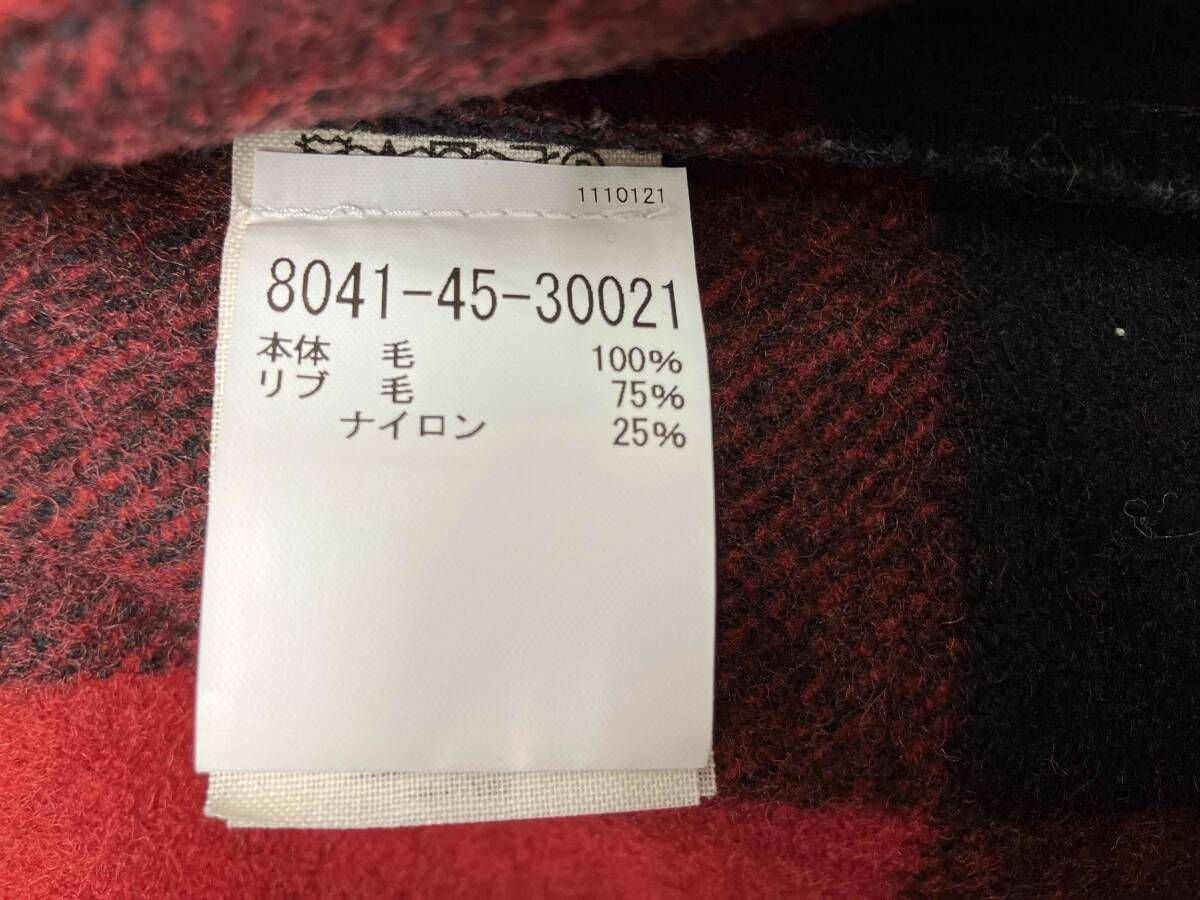 1110121
8041-45-30021
本体 毛 100%
リブ 毛 75%
ナイロン 25%